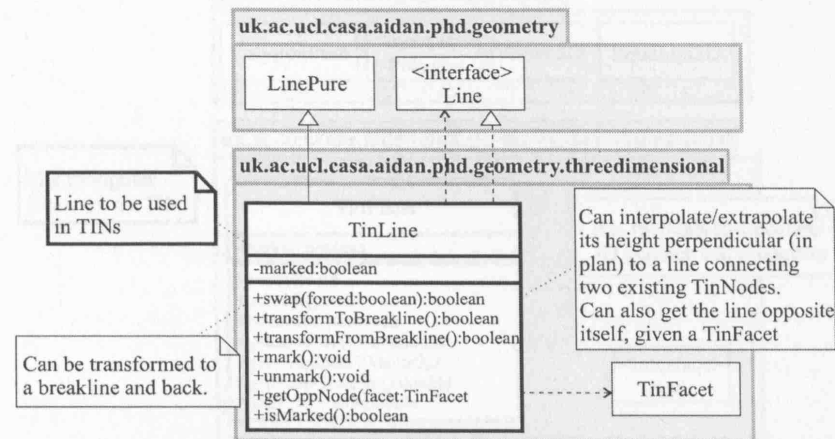 uk.ac.ucl.casa.aidan.phd.geometry
LinePure
<interface>
Line
uk.ac.ucl.casa.aidan.phd.geometry.threedimensional
Line to be used
in TINs
TinLine
-marked:boolean
+swap(forced:boolean):boolean
+transformToBreakline():boolean
+transformFromBreakline():boolean
+mark():void
unmark():void
+getOppNode(facet:TinFacet
+isMarked():boolean
Can interpolate/extrapolate
its height perpendicular (in
plan) to a line connecting
two existing TinNodes.
Can also get the line opposite
itself, given a TinFacet
Can be transformed to
a breakline and back.
TinFacet